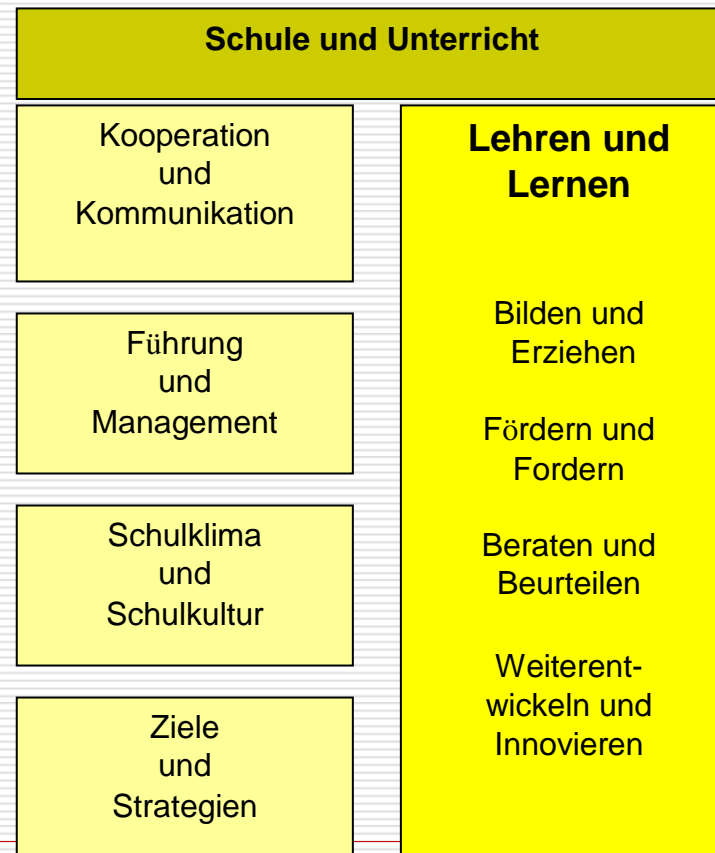 Schule und Unterricht
Kooperation
und
Kommunikation
Führung
und
Management
Schulklima
und
Schulkultur
Ziele
und
Strategien
Lehren und
Lernen
Bilden und
Erziehen
Fördern und
Fordern
Beraten und
Beurteilen
Weiterent-
wickeln und
Innovieren